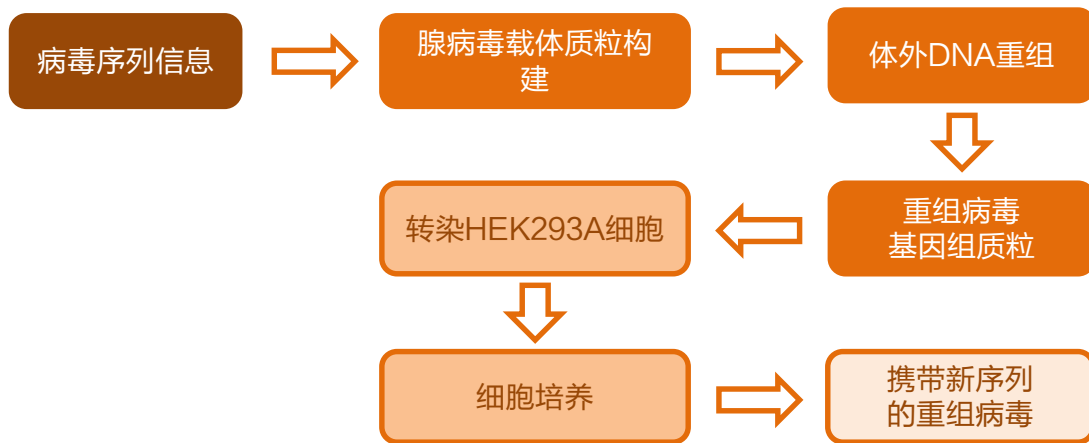 病毒序列信息
腺病毒载体质粒构
建
体外DNA重组
重组病毒
基因组质粒
转染HEK293A细胞
细胞培养
携带新序列
的重组病毒